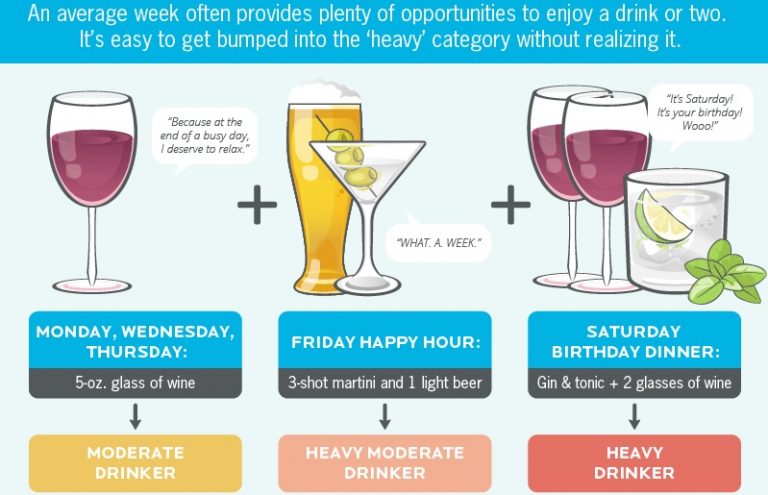 An average week often provides plenty of opportunities to enjoy a drink or two.
It's easy to get bumped into the ‘heavy’ category without realizing it.
“Because at the
end of a busy day,
I deserve to relax.”
“WHAT. A. WEEK.”
“It's Saturday!
It's your birthday!
Wooo!”
MONDAY, WEDNESDAY,
THURSDAY:
5-oz. glass of wine
MODERATE
DRINKER
FRIDAY HAPPY HOUR:
3-shot martini and 1 light beer
HEAVY MODERATE
DRINKER
SATURDAY
BIRTHDAY DINNER:
Gin & tonic + 2 glasses of wine
HEAVY
DRINKER